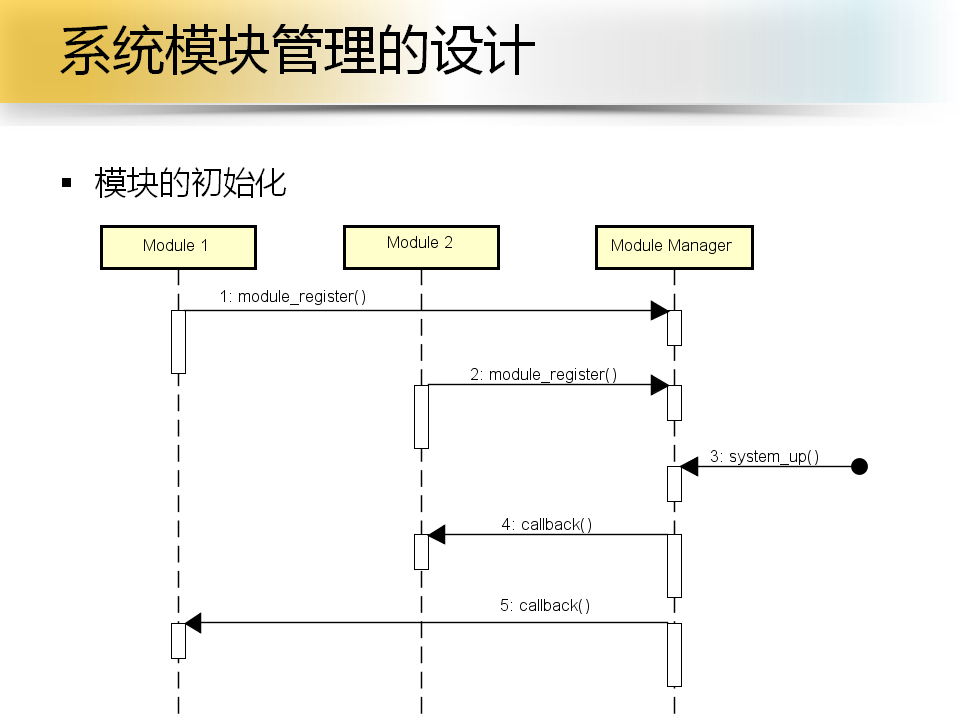 系统模块管理的设计
▪ 模块的初始化
Module 1
Module 2
Module Manager
1: module_register()
2: module_register()
3: system_up()
4: callback()
5: callback()